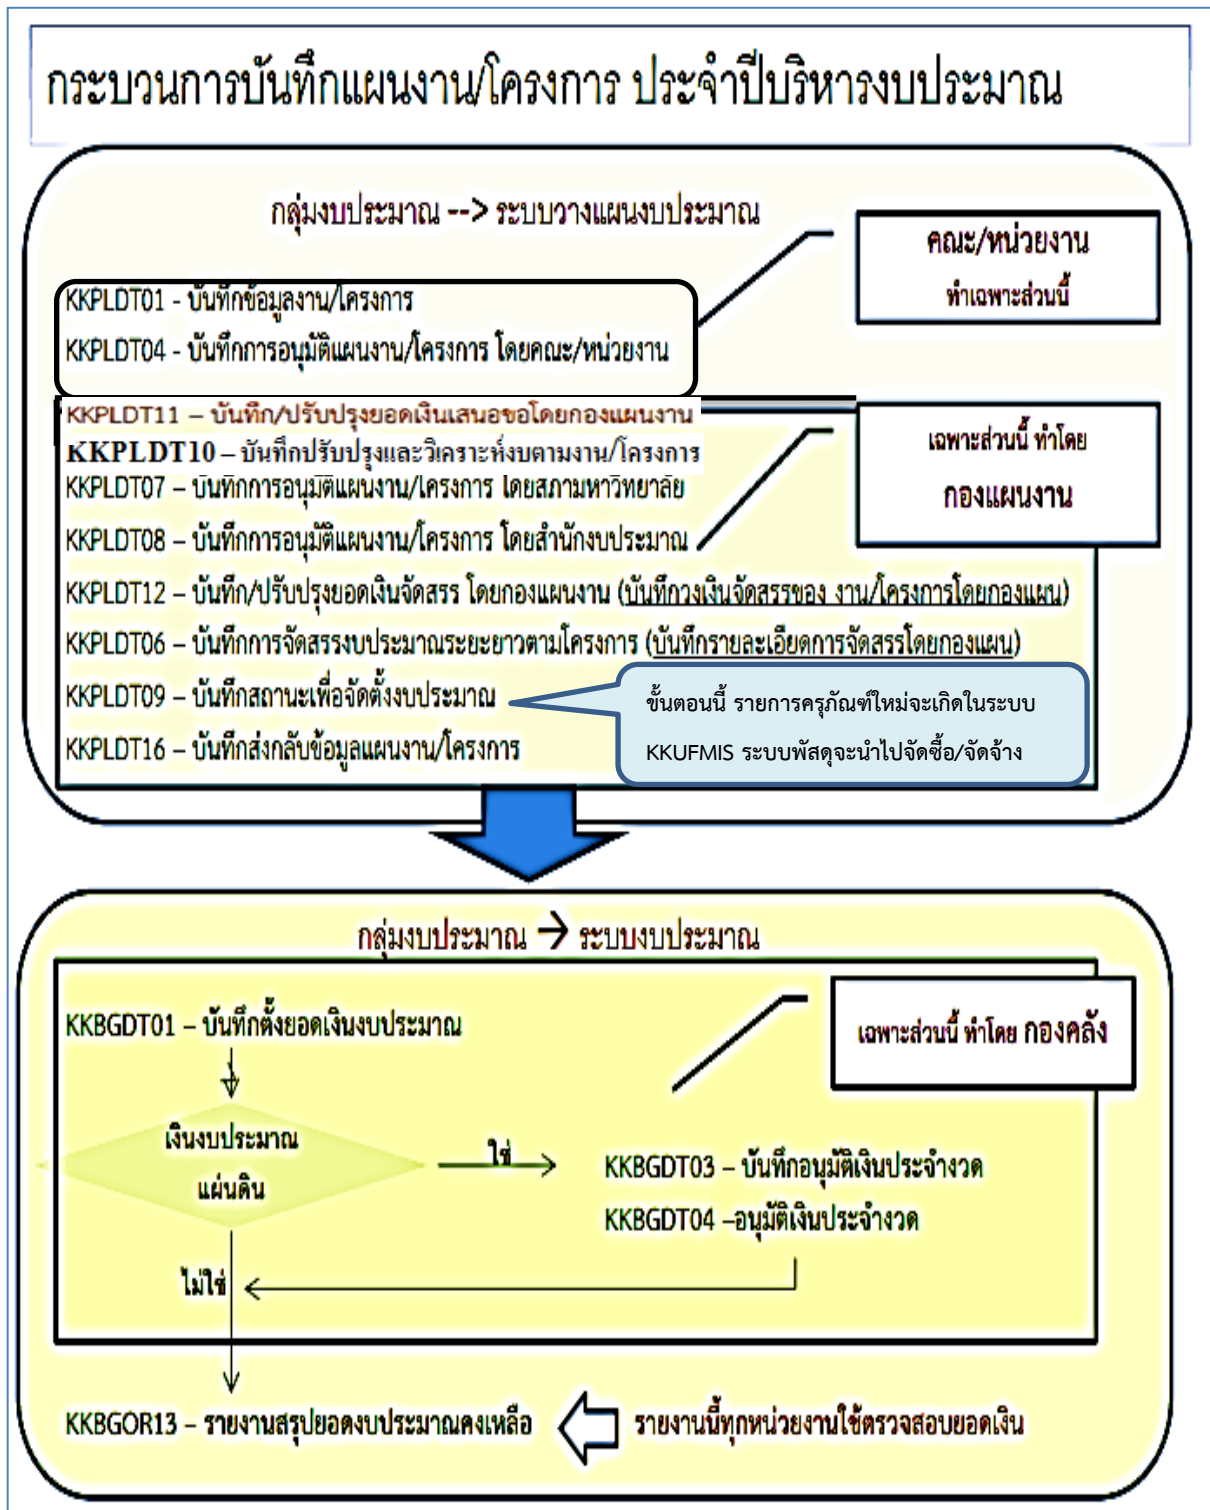 กระบวนการบันทึกแผนงาน/โครงการ ประจำปีบริหารงบประมาณ
กลุ่มงบประมาณ --> ระบบวางแผนงบประมาณ
คณะ/หน่วยงาน
ทำเฉพาะส่วนนี้
KKPLDT01 - บันทึกข้อมูลงาน/โครงการ
KKPLDT04 - บันทึกการอนุมัติแผนงาน/โครงการ โดยคณะ/หน่วยงาน
KKPLDT11 – บันทึก/ปรับปรุงยอดเงินเสนอขอโดยกองแผนงาน
KKPLDT10 – บันทึกปรับปรุงและวิเคราะห์งบตามงาน/โครงการ
KKPLDT07 – บันทึกการอนุมัติแผนงาน/โครงการ โดยสภามหาวิทยาลัย
KKPLDT08 – บันทึกการอนุมัติแผนงาน/โครงการ โดยสำนักงบประมาณ
เฉพาะส่วนนี้ ทำโดย
กองแผนงาน
KKPLDT12 – บันทึก/ปรับปรุงยอดเงินจัดสรร โดยกองแผนงาน (บันทึกวงเงินจัดสรรของ งาน/โครงการโดยกองแผน)
KKPLDT06 – บันทึกการจัดสรรงบประมาณระยะยาวตามโครงการ (บันทึกรายละเอียดการจัดสรรโดยกองแผน)
KKPLDT09 – บันทึกสถานะเพื่อจัดตั้งงบประมาณ
KKPLDT16 – บันทึกส่งกลับข้อมูลแผนงาน/โครงการ
ขั้นตอนนี้ รายการครุภัณฑ์ใหม่จะเกิดในระบบ
KKUFMIS ระบบพัสดุจะนำไปจัดซื้อ/จัดจ้าง
กลุ่มงบประมาณ → ระบบงบประมาณ
KKBGDT01 – บันทึกตั้งยอดเงินงบประมาณ
เฉพาะส่วนนี้ ทำโดย กองคลัง
เงินงบประมาณ
แผ่นดิน
ใช่
KKBGDT03 – บันทึกอนุมัติเงินประจำงวด
KKBGDT04 –อนุมัติเงินประจำงวด
ไม่ใช่
KKBGOR13 – รายงานสรุปยอดงบประมาณคงเหลือ
รายงานนี้ทุกหน่วยงานใช้ตรวจสอบยอดเงิน